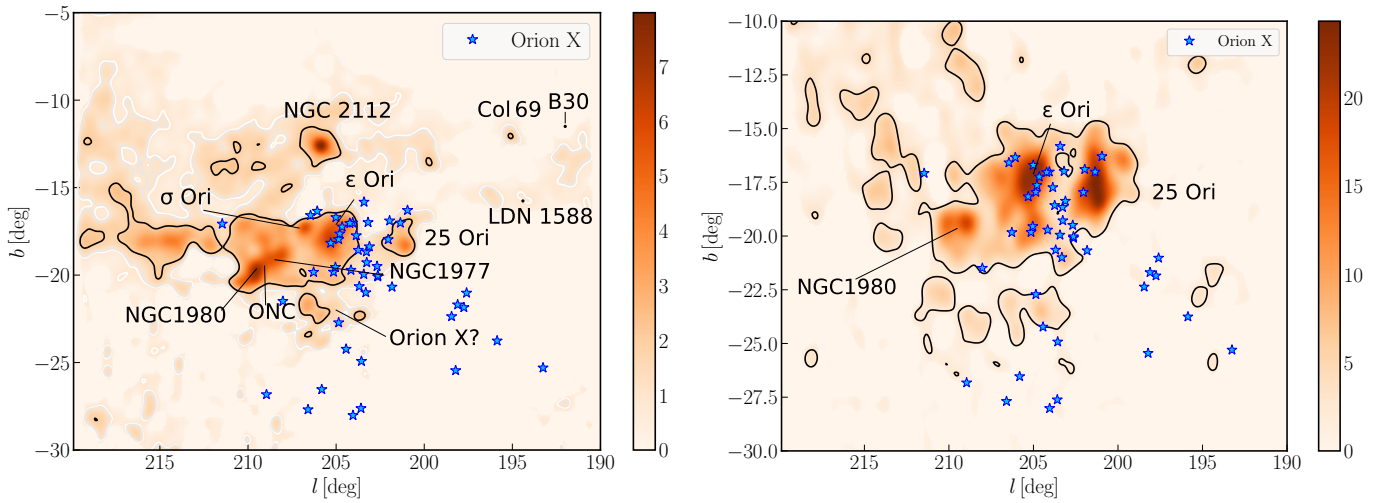 −5
−10
−15
−20
−25
−30
b [deg]
215
210
205
200
195
190
l [deg]
Orion X
NGC 2112
Col 69
B30
σ Ori
ε Ori
LDN 1588
25 Ori
NGC1977
NGC1980
ONC
Orion X?
7
6
5
4
3
2
1
0
−10.0
−12.5
−15.0
−17.5
−20.0
−22.5
−25.0
−27.5
−30.0
b [deg]
215
210
205
200
195
190
l [deg]
Orion X
ε Ori
25 Ori
NGC1980
20
15
10
5
0